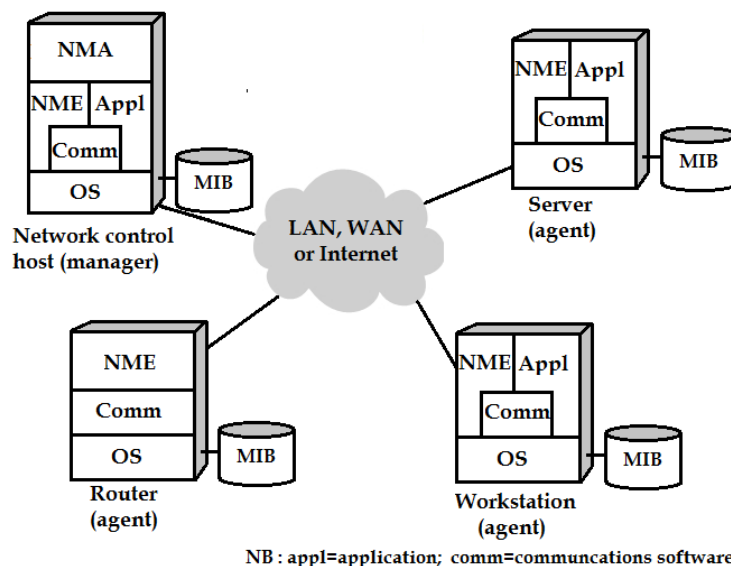 NMA
NME Appl
Comm
OS
MIB
Network control
host (manager)
NME Appl
Comm
OS
MIB
Server
(agent)
LAN, WAN
or Internet
NME
Comm
OS
MIB
Router
(agent)
NME Appl
Comm
OS
MIB
Workstation
(agent)
NB : appl=application; comm=communcations software